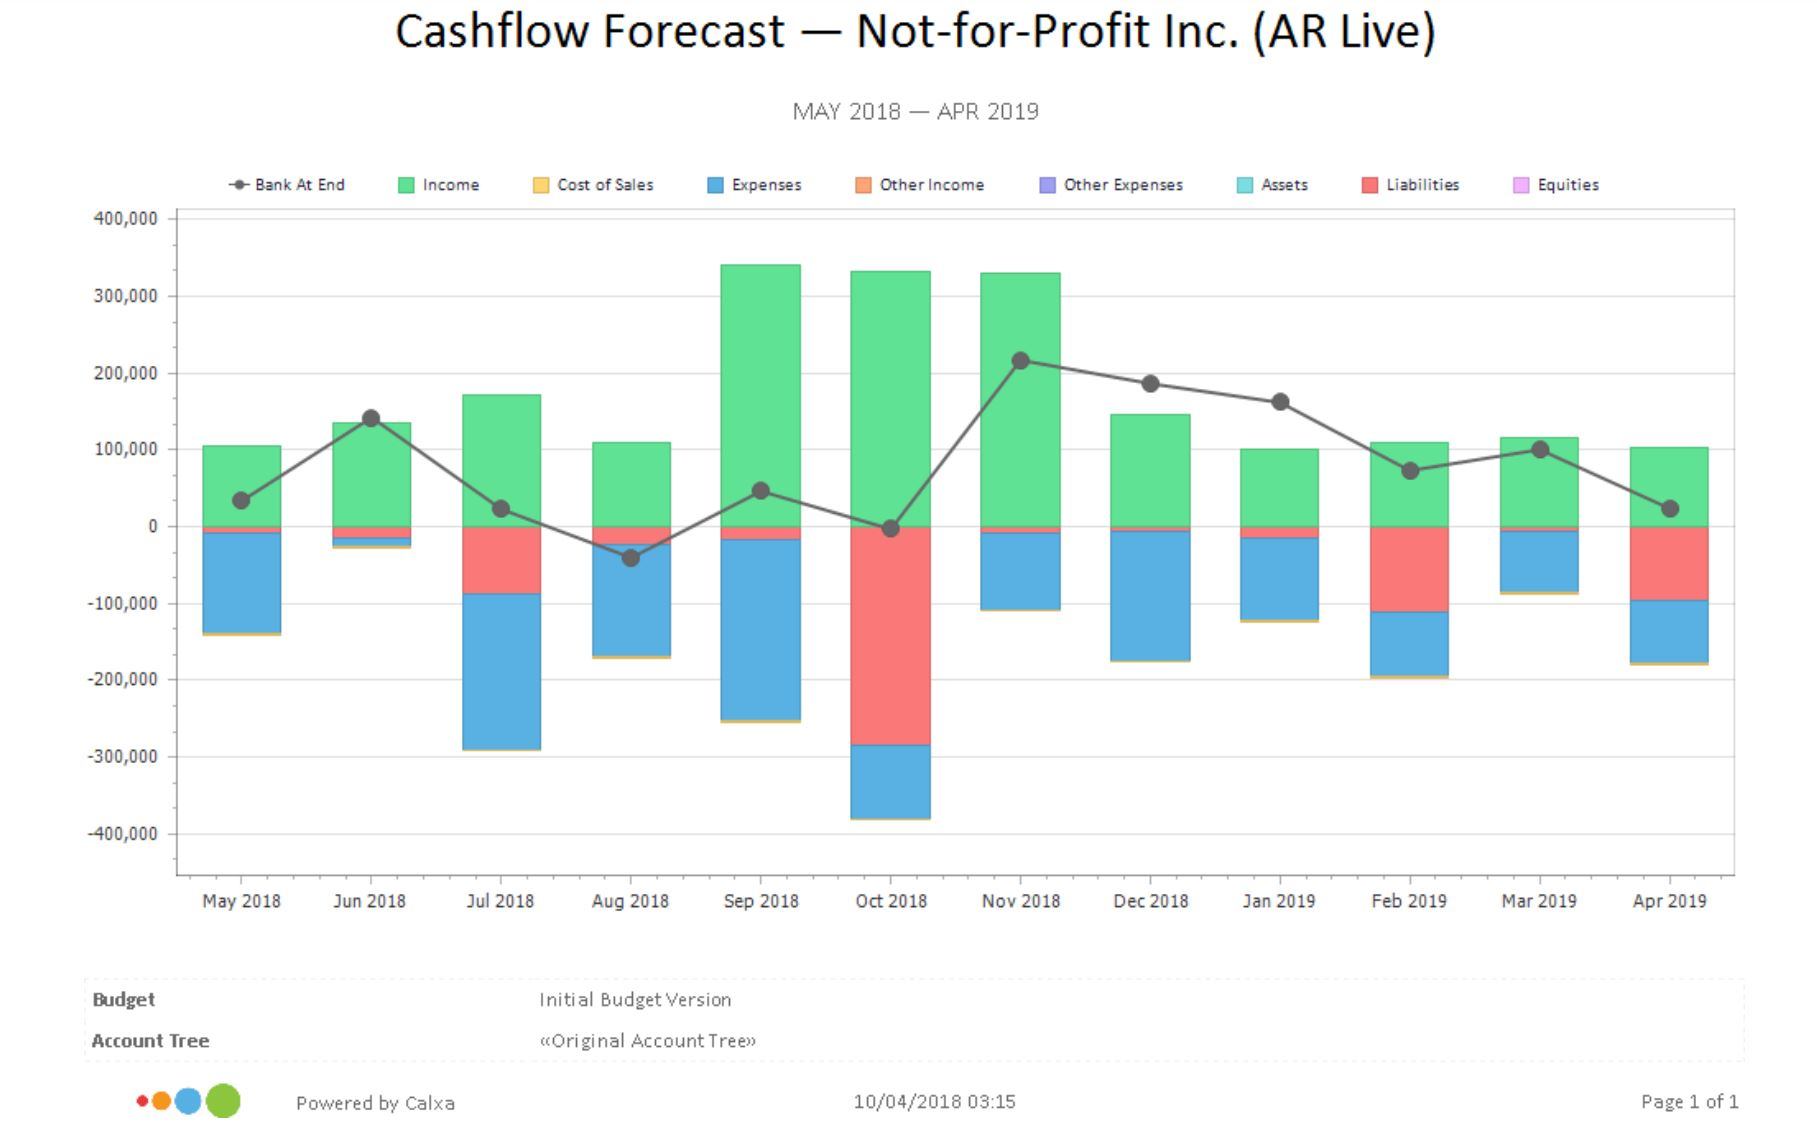 Cashflow Forecast — Not-for-Profit Inc. (AR Live)
MAY 2018 — APR 2019
Bank At End Income Cost of Sales Expenses Other Income Other Expenses Assets Liabilities Equities
400,000
300,000
200,000
100,000
0
-100,000
-200,000
-300,000
-400,000
May 2018 Jun 2018 Jul 2018 Aug 2018 Sep 2018 Oct 2018 Nov 2018 Dec 2018 Jan 2019 Feb 2019 Mar 2019 Apr 2019
Budget Initial Budget Version
Account Tree «Original Account Tree»
Powered by Calxa 10/04/2018 03:15 Page 1 of 1